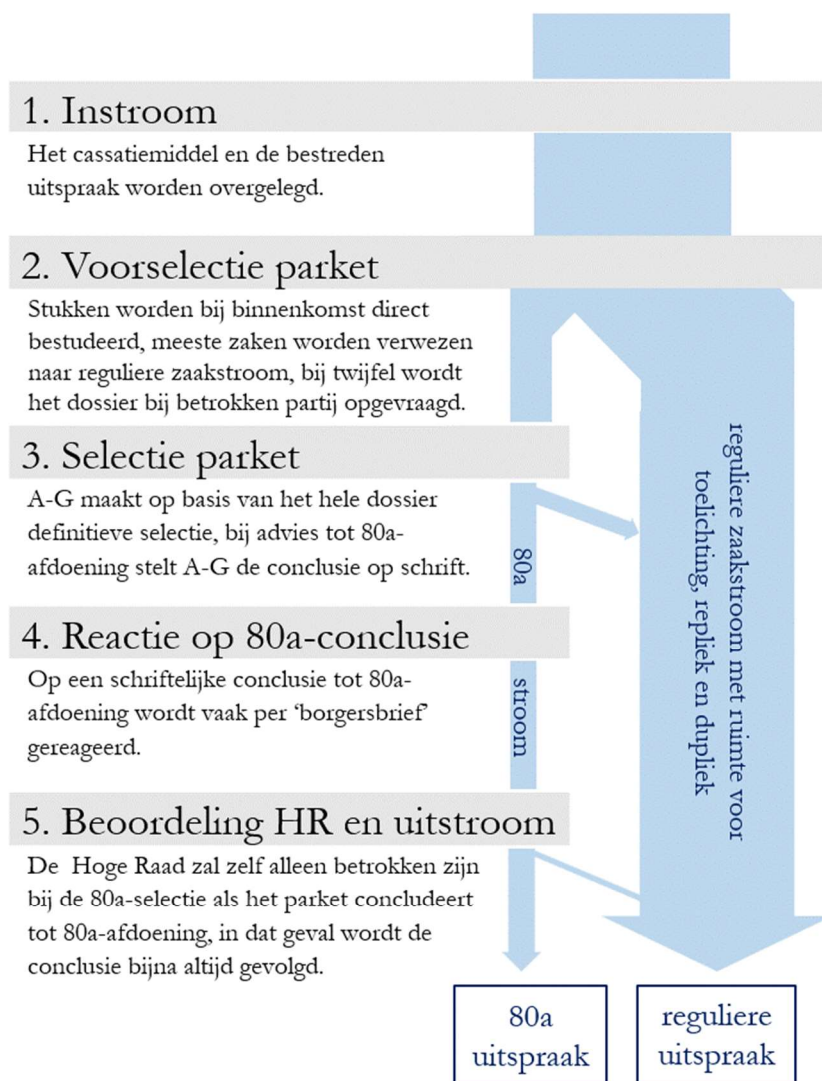 1. Instroom
Het cassatiemiddel en de bestreden
uitspraak worden overgelegd.
2. Voorselectie parket
Stukken worden bij binnenkomst direct
bestudeerd, meeste zaken worden verwezen
naar reguliere zaakstroom, bij twijfel wordt
het dossier bij betrokken partij opgevraagd.
3. Selectie parket
A-G maakt op basis van het hele dossier
definitieve selectie, bij advies tot 80a-
afdoening stelt A-G de conclusie op schrift.
4. Reactie op 80a-conclusie
Op een schriftelijke conclusie tot 80a-
afdoening wordt vaak per ‘borgersbrief’
gereageerd.
5. Beoordeling HR en uitstroom
De Hoge Raad zal zelf alleen betrokken zijn
bij de 80a-selectie als het parket concludeert
tot 80a-afdoening, in dat geval wordt de
conclusie bijna altijd gevolgd.
80a
stroom
reguliere zaakstroom met ruimte voor
toelichting, repliek en dupliek
80a
uitspraak
reguliere
uitspraak